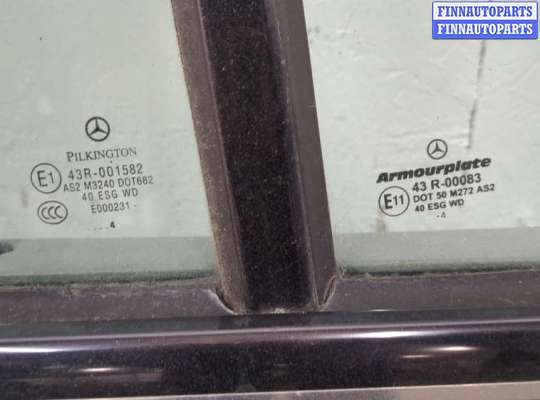 FINNAUTOPARTS
FINNAUTOPARTS
PILKINGTON
E1 43R-001582
AS2 M3240 DOT682
40 ESG WD
CCC E000231
..4
Armourplate
E11 43 R-00083
DOT 50 M272 AS2
40 ESG WD
-4